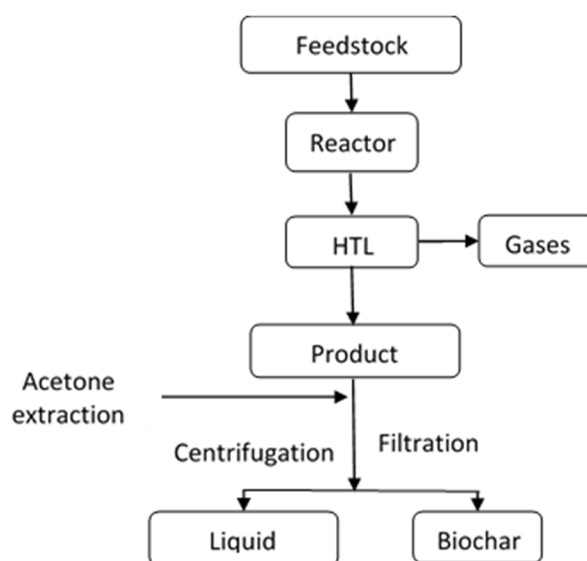 Feedstock
Reactor
HTL
Gases
Product
Acetone
extraction
Centrifugation
Filtration
Liquid
Biochar